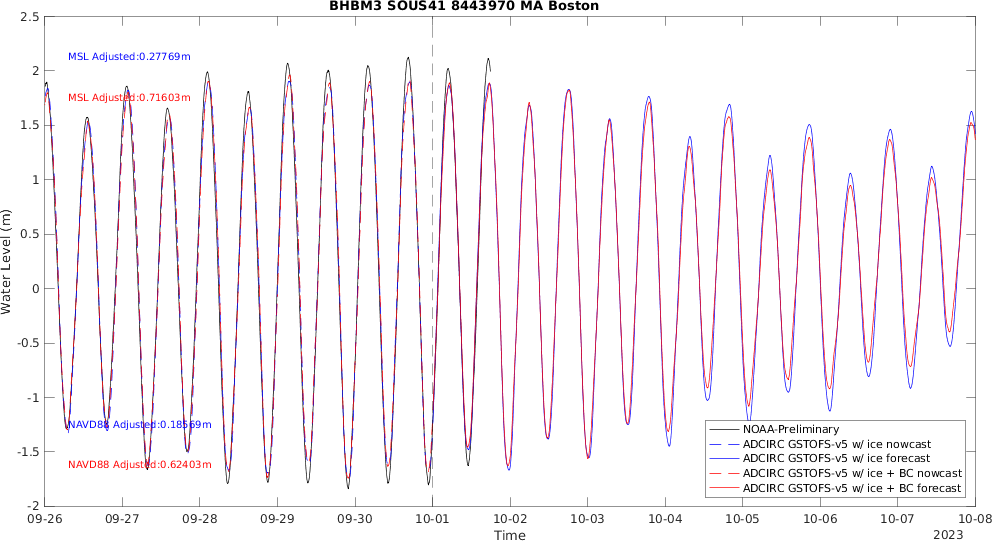 BHBM3 SOUS41 8443970 MA Boston
2.5
2
1.5
1
0.5
0
-0.5
-1
-1.5
-2
Water Level (m)
MSL Adjusted:0.27769m
MSL Adjusted:0.71603m
NAVD88 Adjusted:0.18569m
NAVD88 Adjusted:0.62403m
NOAA-Preliminary
ADCIRC GSTOFS-v5 w/ ice nowcast
ADCIRC GSTOFS-v5 w/ ice forecast
ADCIRC GSTOFS-v5 w/ ice + BC nowcast
ADCIRC GSTOFS-v5 w/ ice + BC forecast
09-26 09-27 09-28 09-29 09-30 10-01 10-02 10-03 10-04 10-05 10-06 10-07 10-08
Time
2023